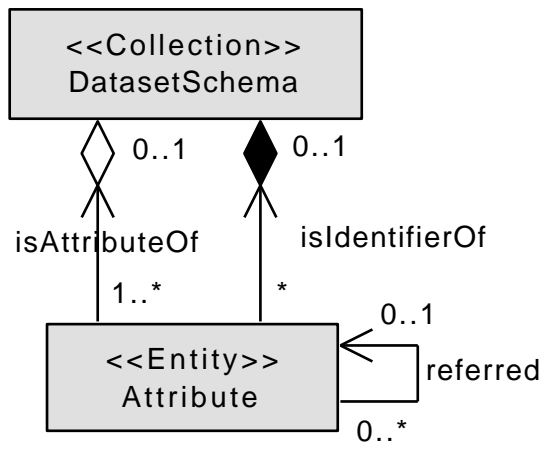 <<Collection>>
DatasetSchema
0..1
0..1
isAttributeOf
isIdentifierOf
1..*
*
0..1
<<Entity>>
Attribute
referred
0..*